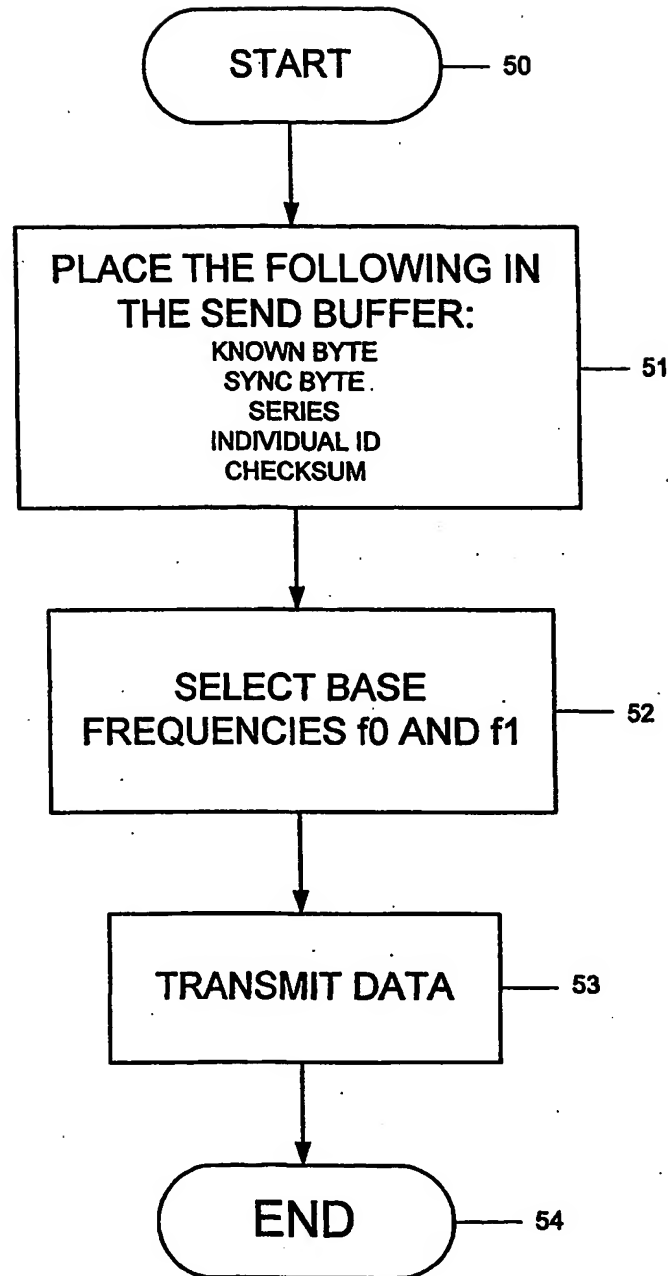 START
50
PLACE THE FOLLOWING IN
THE SEND BUFFER:
KNOWN BYTE
SYNC BYTE
SERIES
INDIVIDUAL ID
CHECKSUM
51
SELECT BASE
FREQUENCIES f0 AND f1
52
TRANSMIT DATA
53
END
54